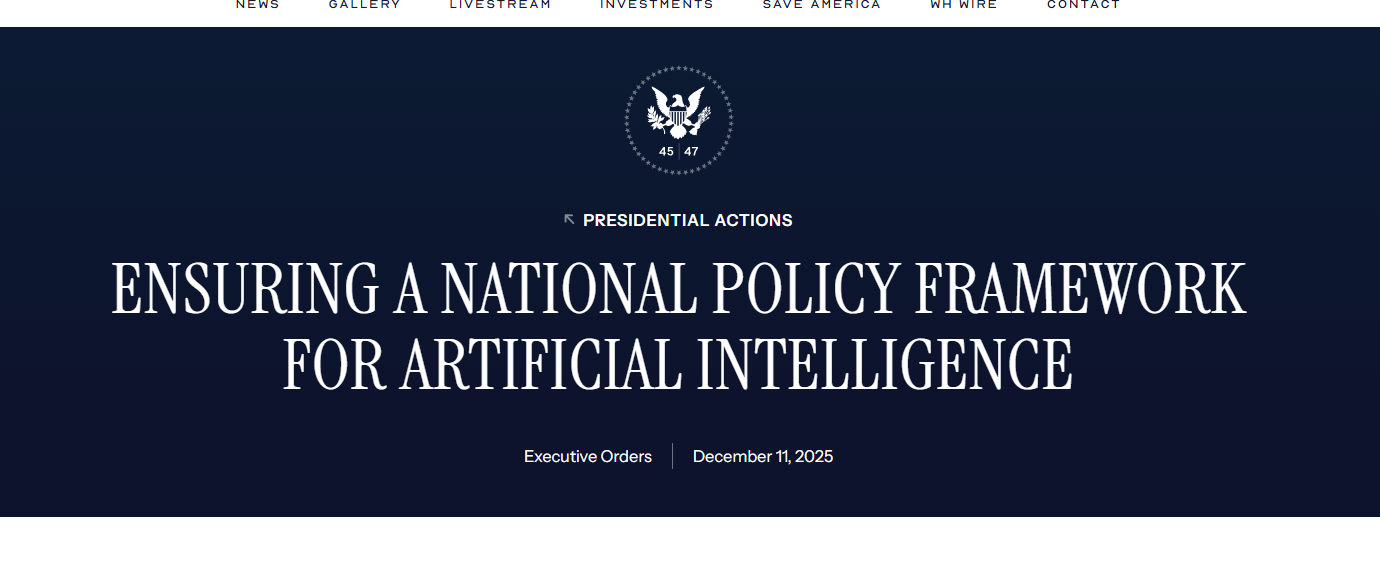 NEWS GALLERY LIVESTREAM INVESTMENTS SAVE AMERICA WH WIRE CONTACT
45 47
PRESIDENTIAL ACTIONS
ENSURING A NATIONAL POLICY FRAMEWORK
FOR ARTIFICIAL INTELLIGENCE
Executive Orders December 11, 2025